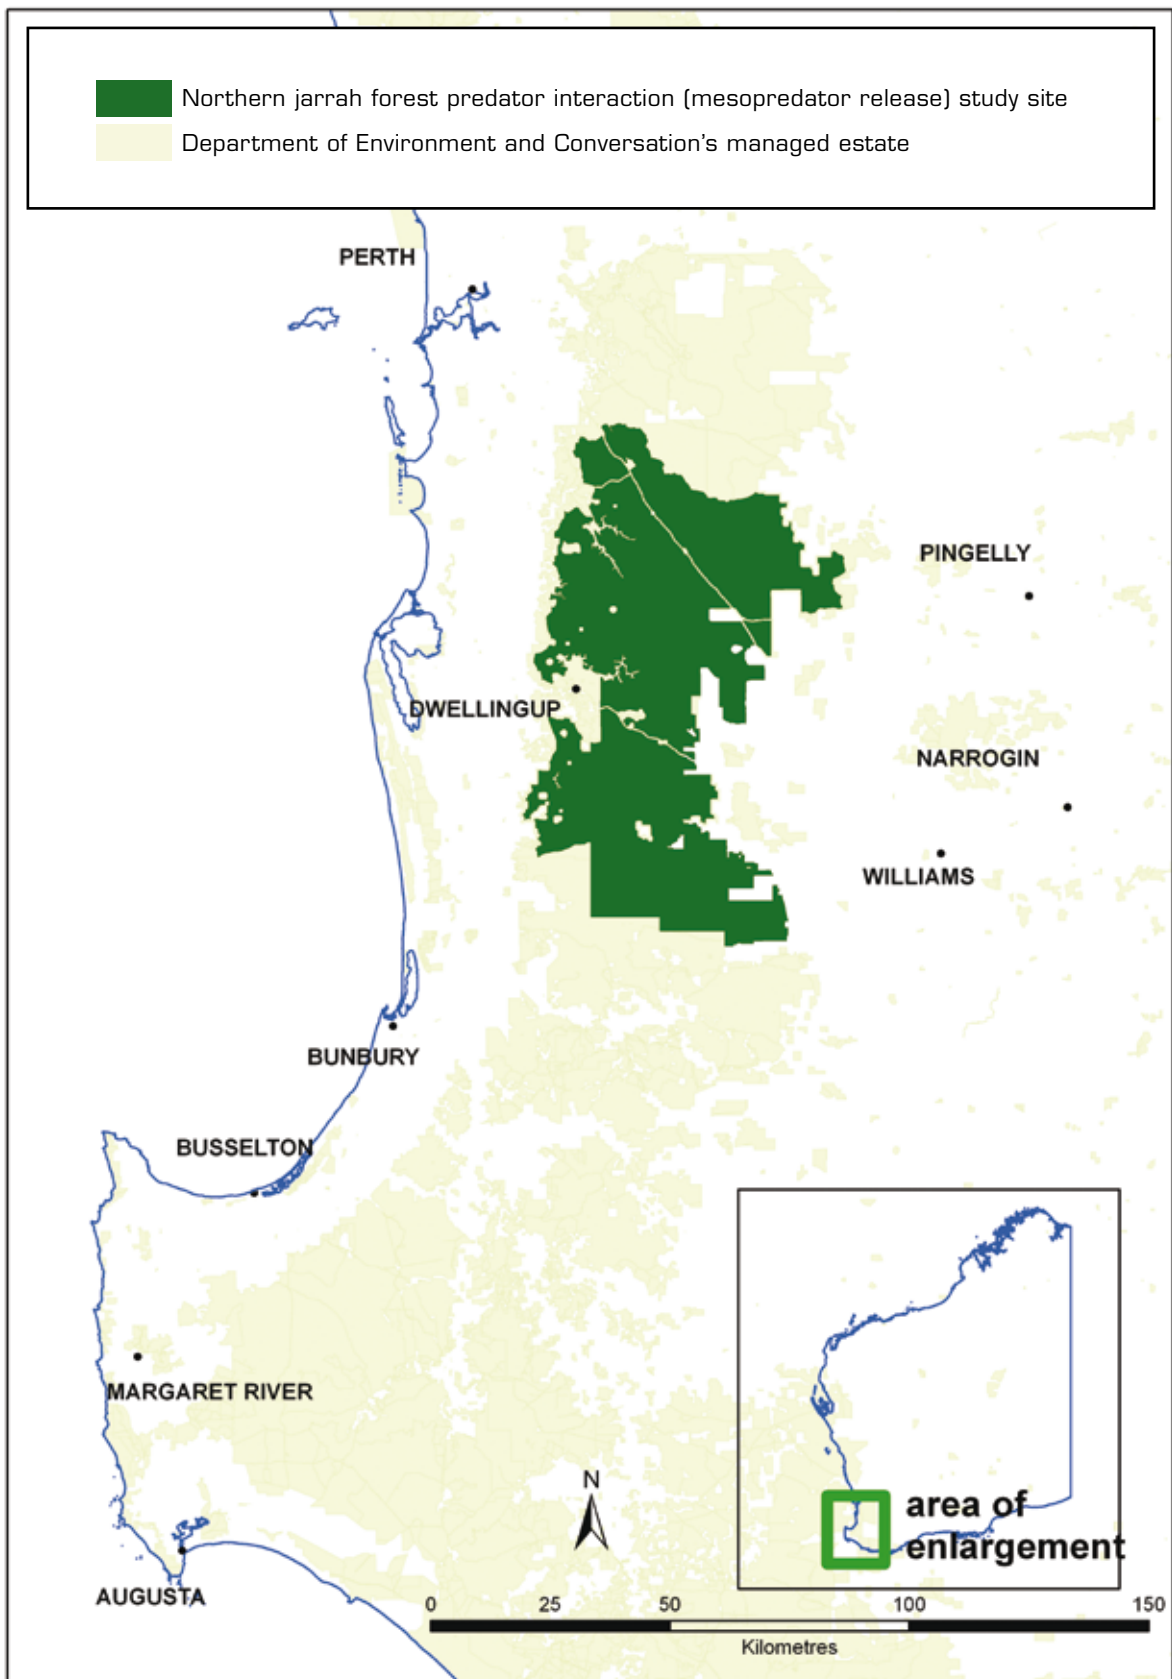 Northern jarrah forest predator interaction (mesopredator release) study site
Department of Environment and Conversation's managed estate
PERTH
PINGELLY
DWELLINGUP
NARROGIN
WILLIAMS
BUNBURY
BUSSELTON
MARGARET RIVER
N
area of
enlargement
AUGUSTA
0 25 50 100 150
Kilometres